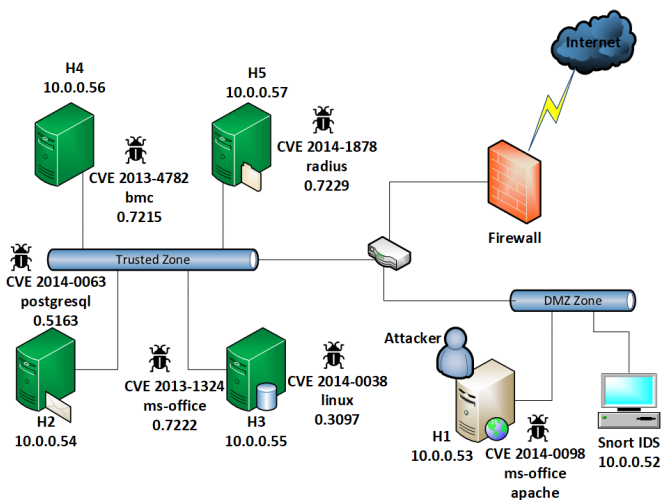 Internet
H4
10.0.0.56
H5
10.0.0.57
CVE 2013-4782
bmc
0.7215
CVE 2014-1878
radius
0.7229
Firewall
Trusted Zone
DMZ Zone
CVE 2014-0063
postgresql
0.5163
CVE 2013-1324
ms-office
0.7222
CVE 2014-0038
linux
0.3097
H2
10.0.0.54
H3
10.0.0.55
Attacker
H1
10.0.0.53
CVE 2014-0098
ms-office
apache
Snort IDS
10.0.0.52